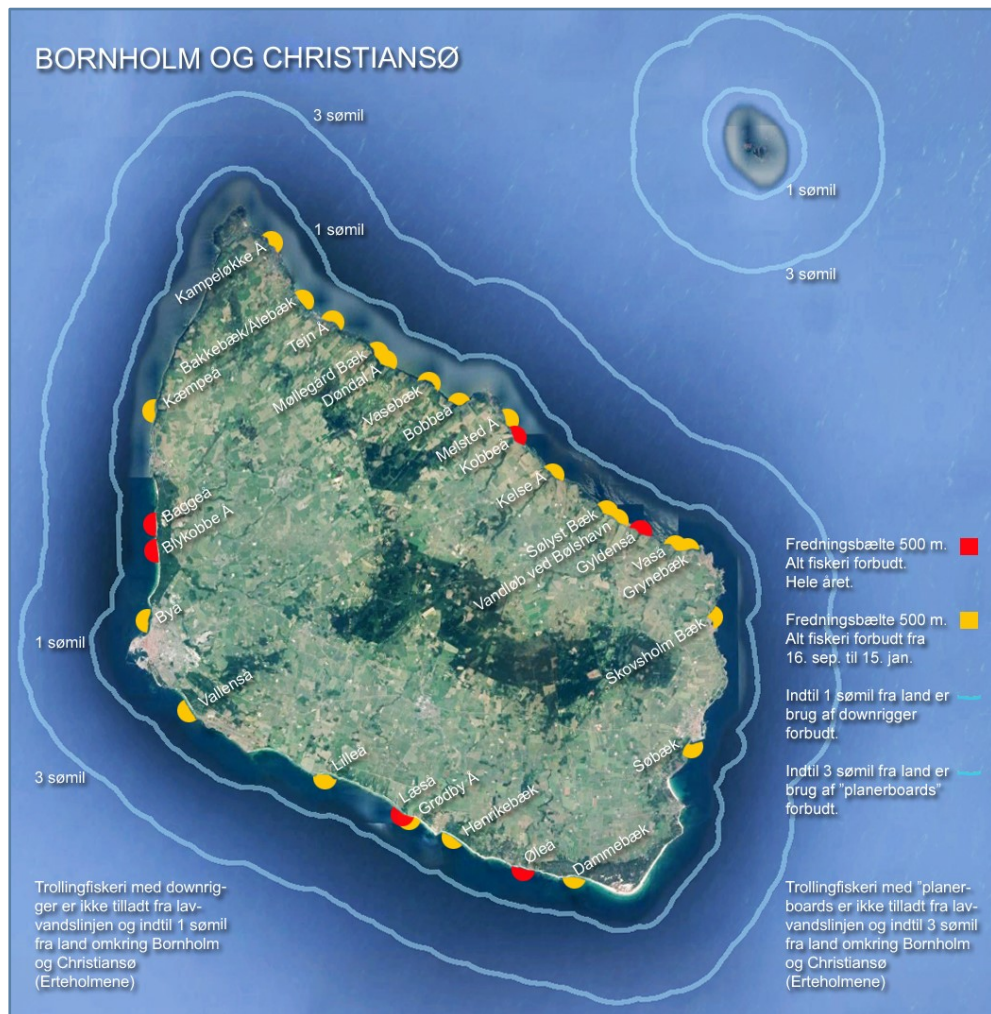 BORNHOLM OG CHRISTIANSØ
3 sømil
1 sømil
1 sømil
3 sømil
Kampeløkke Å
Bakkebæk/Ålebæk
Tejn Å
Møllegård Bæk
Døndal Å
Kæmpeå
Vasebæk
Bobbeå
Melsted Å
Kobbeå
Kelse Å
Baggeå
Blykobbe Å
Sølyst Bæk
Vandløb ved Bølshavn
Gyldenså
Vaså
Grynebæk
Byå
1 sømil
Skovsholm Bæk
Vallenså
Søbæk
Lilleå
3 sømil
Læså
Grødby Å
Henrikebæk
Øleå
Dammebæk
Fredningsbælte 500 m.
Alt fiskeri forbudt.
Hele året.
Fredningsbælte 500 m.
Alt fiskeri forbudt fra
16. sep. til 15. jan.
Indtil 1 sømil fra land er
brug af downrigger
forbudt.
Indtil 3 sømil fra land er
brug af "planerboards"
forbudt.
Trollingfiskeri med downrig-
ger er ikke tilladt fra lav-
vandslinjen og indtil 1 sømil
fra land omkring Bornholm
og Christiansø
(Erteholmene)
Trollingfiskeri med "planer-
boards er ikke tilladt fra lav-
vandslinjen og indtil 3 sømil
fra land omkring Bornholm
og Christiansø
(Erteholmene)